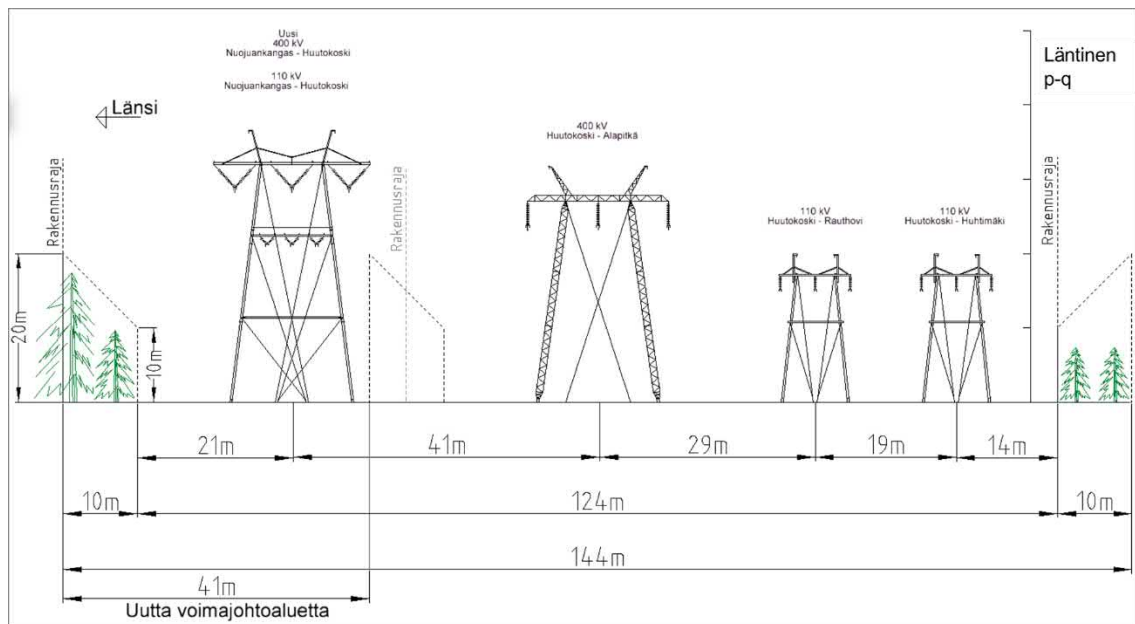 Uusi
400 kV
Nuojuankangas - Huutokoski
110 kV
Nuojuankangas - Huutokoski
Läntinen
p-q
Länsi
400 kV
Huutokoski - Alapitkä
110 kV
Huutokoski - Rauthovi
110 kV
Huutokoski - Huhtimäki
Rakennusraja
Rakennusraja
Rakennusraja
20m
10m
21m
41m
29m
19m
14m
10m
124m
10m
144m
41m
Uutta voimajohtoaluetta